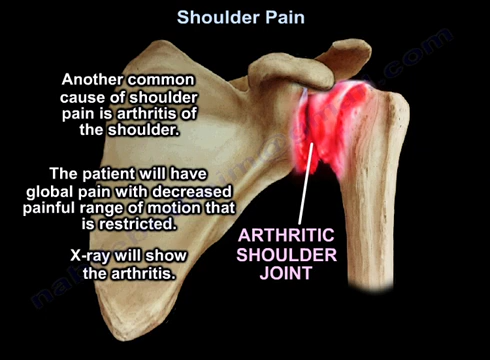 Shoulder Pain
Another common
cause of shoulder
pain is arthritis of
the shoulder.
The patient will have
global pain with decreased
painful range of motion that
is restricted.
X-ray will show
the arthritis.
ARTHRITIC
SHOULDER
JOINT